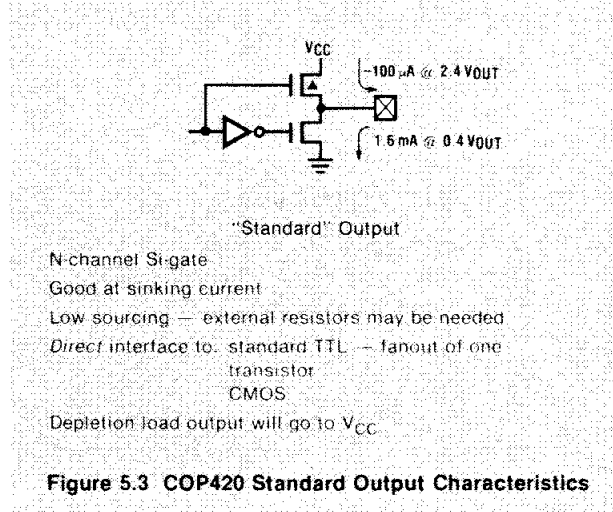 VCC
-100 µA @ 2.4 VOUT
1.6 mA @ 0.4 VOUT
"Standard" Output
N-channel Si-gate
Good at sinking current
Low sourcing — external resistors may be needed
Direct interface to: standard TTL — fanout of one
transistor
CMOS
Depletion load output will go to VCC
Figure 5.3 COP420 Standard Output Characteristics